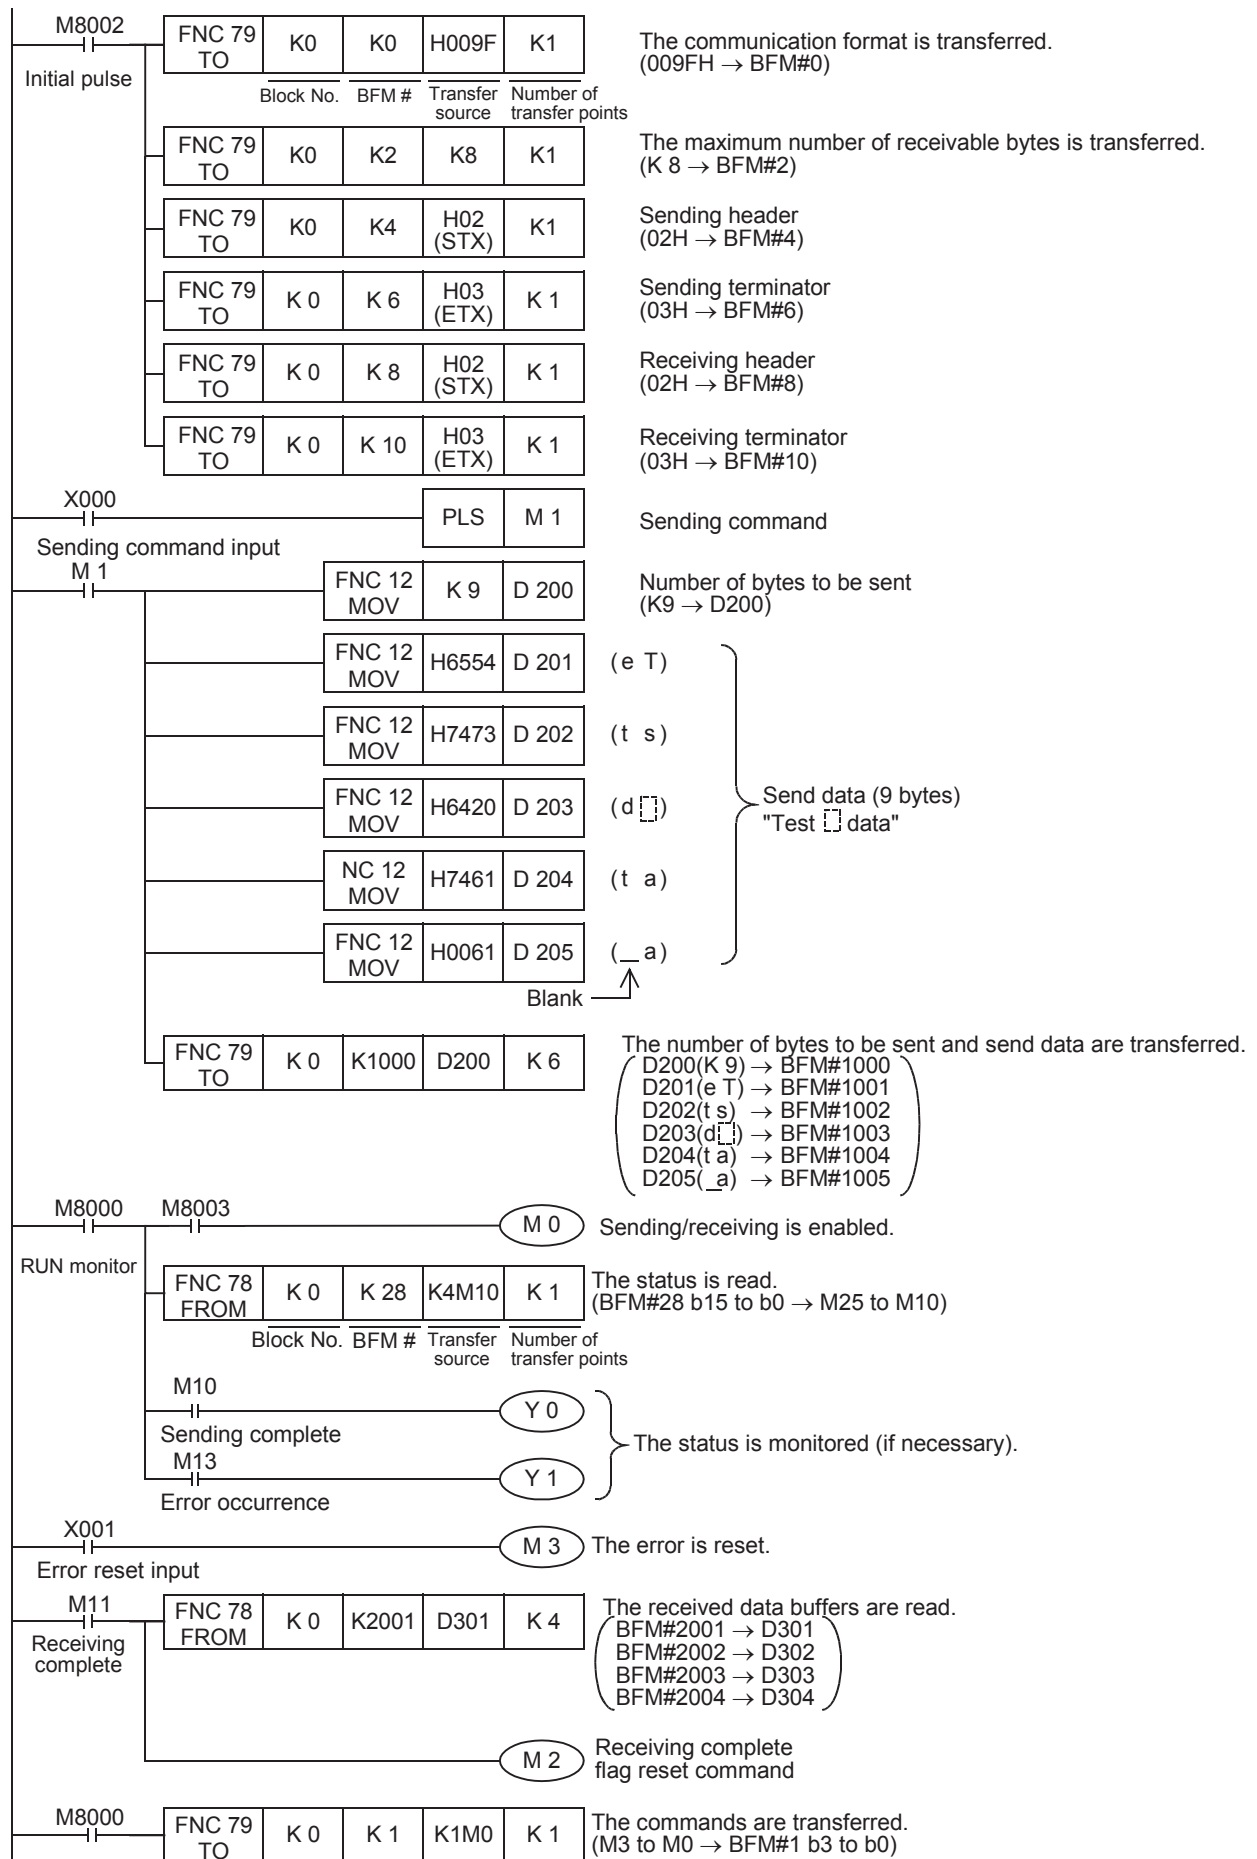 M8002
Initial pulse
FNC 79 TO K0 K0 H009F K1
The communication format is transferred.
(009FH → BFM#0)
Block No. BFM # Transfer source Number of transfer points
FNC 79 TO K0 K2 K8 K1
The maximum number of receivable bytes is transferred.
(K 8 → BFM#2)
FNC 79 TO K0 K4 H02 (STX) K1
Sending header
(02H → BFM#4)
FNC 79 TO K 0 K 6 H03 (ETX) K 1
Sending terminator
(03H → BFM#6)
FNC 79 TO K 0 K 8 H02 (STX) K 1
Receiving header
(02H → BFM#8)
FNC 79 TO K 0 K 10 H03 (ETX) K 1
Receiving terminator
(03H → BFM#10)
X000
Sending command input
PLS M 1
Sending command
M 1
FNC 12 MOV K 9 D 200
Number of bytes to be sent
(K9 → D200)
FNC 12 MOV H6554 D 201 (e T)
FNC 12 MOV H7473 D 202 (t s)
FNC 12 MOV H6420 D 203 (d )
Send data (9 bytes)
"Test data"
NC 12 MOV H7461 D 204 (t a)
FNC 12 MOV H0061 D 205 (_ a)
Blank
FNC 79 TO K 0 K1000 D200 K 6
The number of bytes to be sent and send data are transferred.
D200(K 9) → BFM#1000
D201(e T) → BFM#1001
D202(t s) → BFM#1002
D203(d ) → BFM#1003
D204(t a) → BFM#1004
D205(_a) → BFM#1005
M8000 M8003
RUN monitor
M 0
Sending/receiving is enabled.
FNC 78 FROM K 0 K 28 K4M10 K 1
The status is read.
(BFM#28 b15 to b0 → M25 to M10)
Block No. BFM # Transfer source Number of transfer points
M10
Sending complete
Y 0
The status is monitored (if necessary).
M13
Error occurrence
Y 1
X001
Error reset input
M 3
The error is reset.
M11
Receiving complete
FNC 78 FROM K 0 K2001 D301 K 4
The received data buffers are read.
BFM#2001 → D301
BFM#2002 → D302
BFM#2003 → D303
BFM#2004 → D304
M 2
Receiving complete
flag reset command
M8000
FNC 79 TO K 0 K 1 K1M0 K 1
The commands are transferred.
(M3 to M0 → BFM#1 b3 to b0)